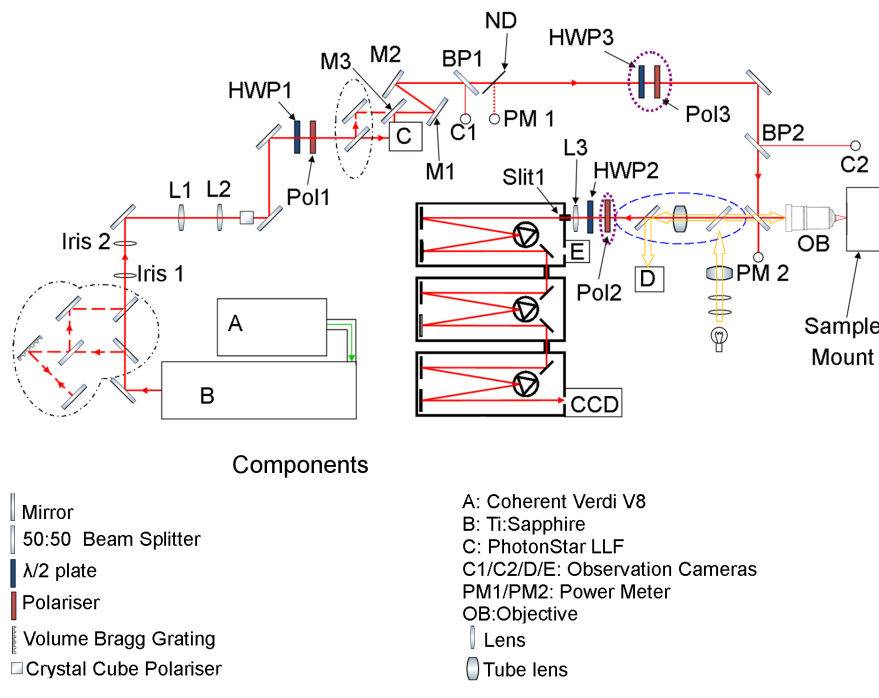 ND
M2
BP1
HWP3
M3
HWP1
C
C1
PM 1
Pol3
M1
BP2
Pol1
L3
C2
HWP2
Slit1
L1
L2
Iris 2
OB
E
D
PM 2
Iris 1
Pol2
A
Sample
Mount
B
CCD
Components
Mirror
50:50 Beam Splitter
λ/2 plate
Polariser
Volume Bragg Grating
Crystal Cube Polariser
A: Coherent Verdi V8
B: Ti:Sapphire
C: PhotonStar LLF
C1/C2/D/E: Observation Cameras
PM1/PM2: Power Meter
OB:Objective
Lens
Tube lens